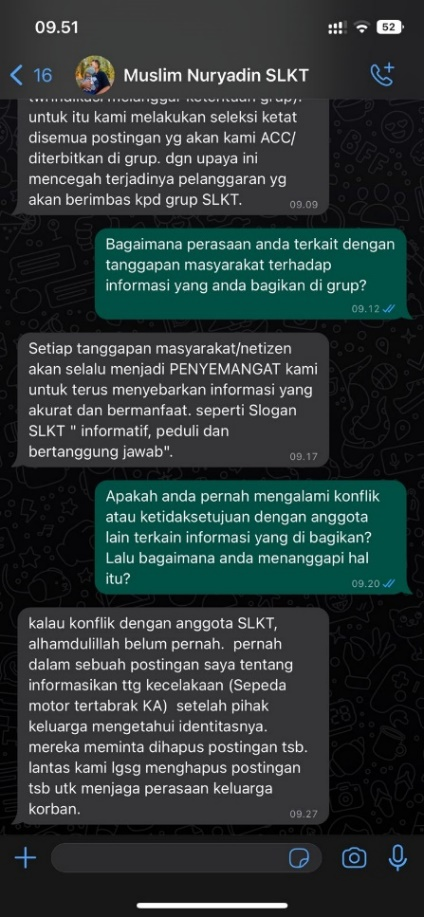 09.51
52
16
Muslim Nuryadin SLKT
untuk itu kami melakukan seleksi ketat
disemua postingan yg akan kami ACC/
diterbitkan di grup. dgn upaya ini
mencegah terjadinya pelanggaran yg
akan berimbas kpd grup SLKT.
09.09
Bagaimana perasaan anda terkait dengan
tanggapan masyarakat terhadap
informasi yang anda bagikan di grup?
09.12
Setiap tanggapan masyarakat/netizen
akan selalu menjadi PENYEMANGAT kami
untuk terus menyebarkan informasi yang
akurat dan bermanfaat. seperti Slogan
SLKT " informatif, peduli dan
bertanggung jawab".
09.17
Apakah anda pernah mengalami konflik
atau ketidaksetujuan dengan anggota
lain terkain informasi yang di bagikan?
Lalu bagaimana anda menanggapi hal
itu?
09.20
kalau konflik dengan anggota SLKT,
alhamdulillah belum pernah. pernah
dalam sebuah postingan saya tentang
informasikan ttg kecelakaan (Sepeda
motor tertabrak KA) setelah pihak
keluarga mengetahui identitasnya.
mereka meminta dihapus postingan tsb.
lantas kami lgsg menghapus postingan
tsb utk menjaga perasaan keluarga
korban.
09.27